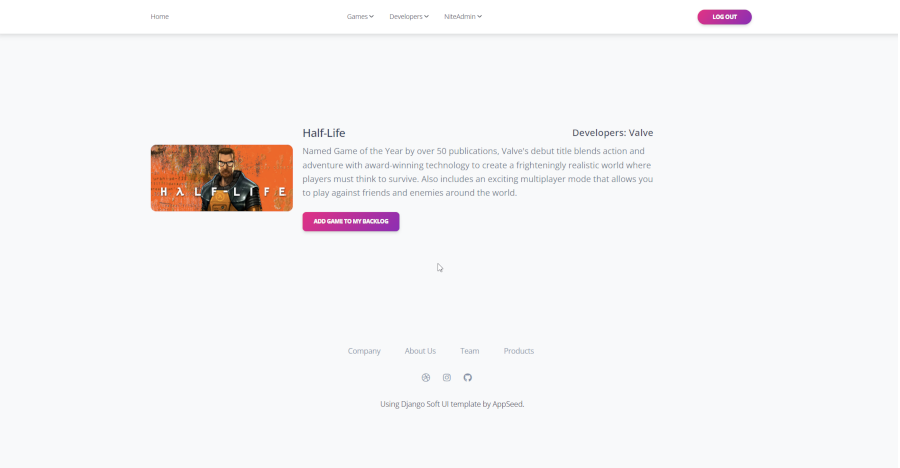 Home
Games
Developers
NiteAdmin
LOG OUT
Half-Life
Developers: Valve
Named Game of the Year by over 50 publications, Valve's debut title blends action and
adventure with award-winning technology to create a frighteningly realistic world where
players must think to survive. Also includes an exciting multiplayer mode that allows you
to play against friends and enemies around the world.
HλLF-LIFE
ADD GAME TO MY BACKLOG
Company
About Us
Team
Products
Using Django Soft UI template by AppSeed.